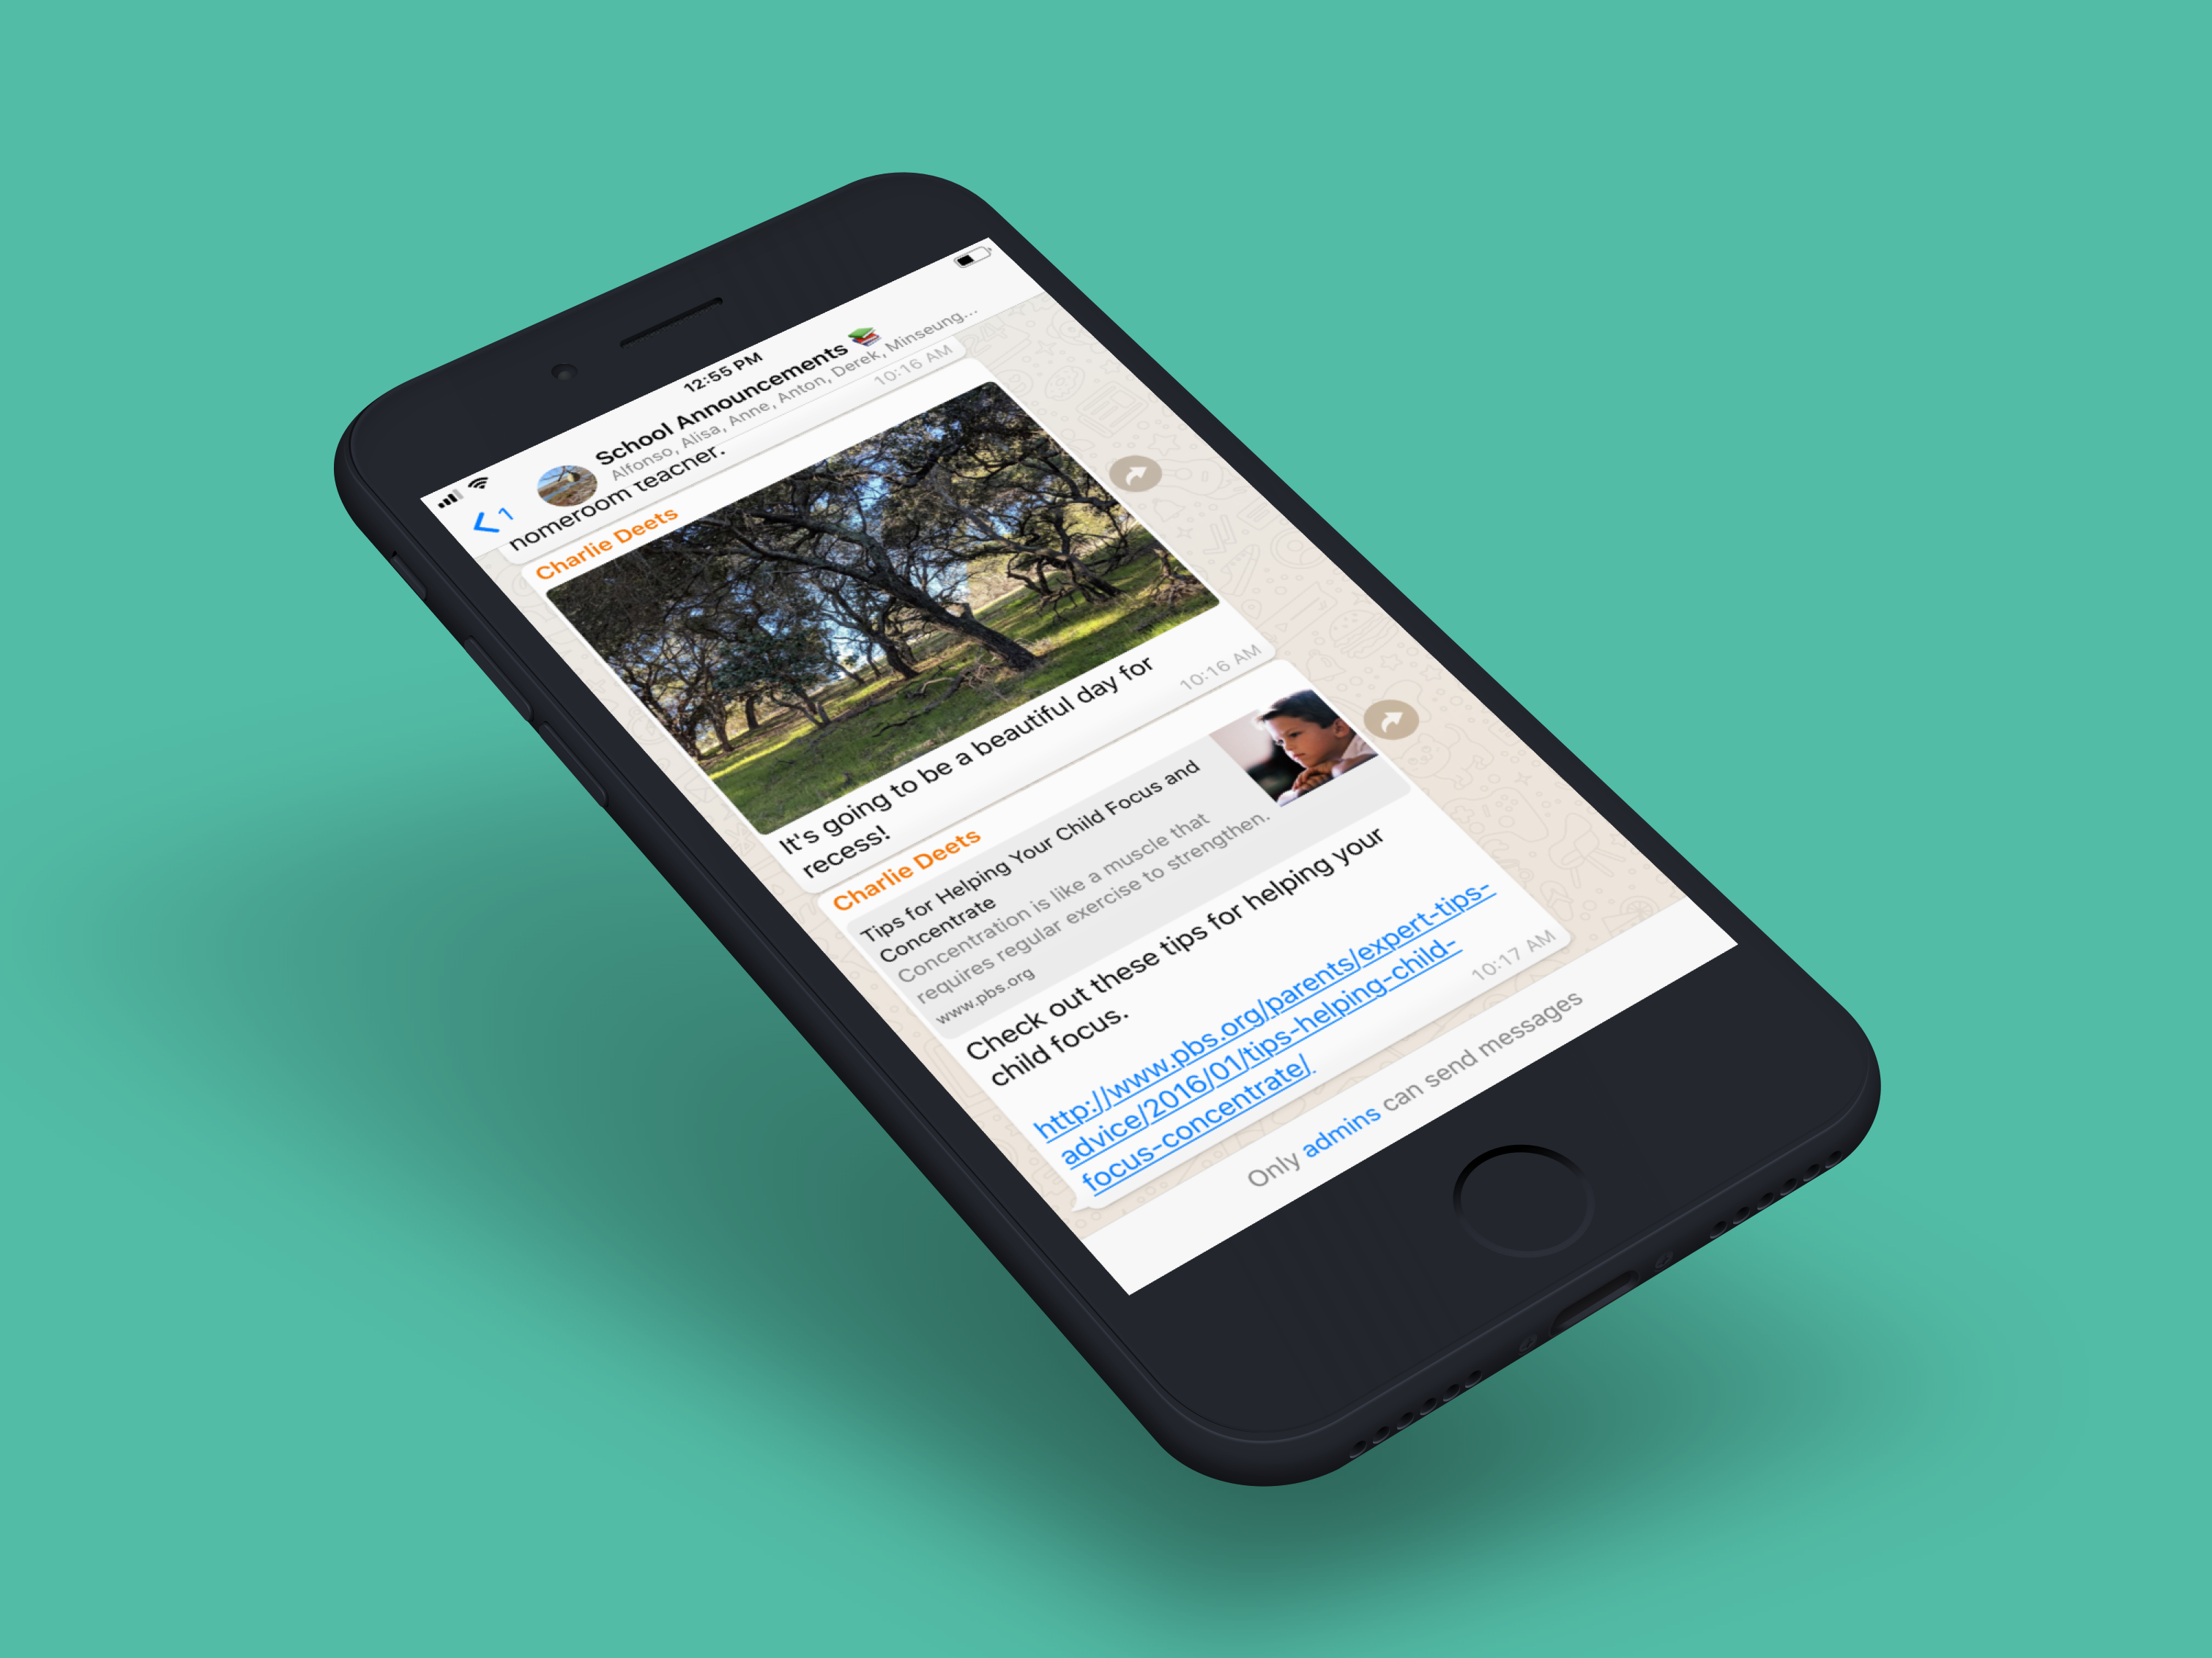 12:55 PM
1
School Announcements
Alfonso, Alisa, Anne, Anton, Derek, Minseung...
homeroom teacher.
10:16 AM
Charlie Deets
It's going to be a beautiful day for
recess!
10:16 AM
Charlie Deets
Tips for Helping Your Child Focus and
Concentrate
Concentration is like a muscle that
requires regular exercise to strengthen.
www.pbs.org
Check out these tips for helping your
child focus.
http://www.pbs.org/parents/expert-tips-
advice/2016/01/tips-helping-child-
focus-concentrate/
10:17 AM
Only admins can send messages